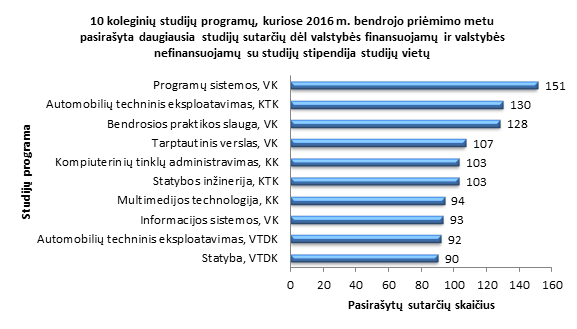 10 koleginių studijų programų, kuriose 2016 m. bendrojo priėmimo metu
pasirašyta daugiausia studijų sutarčių dėl valstybės finansuojamų ir valstybės
nefinansuojamų su studijų stipendija studijų vietų
Studijų programa
Programų sistemos, VK 151
Automobilių techninis eksploatavimas, KTK 130
Bendrosios praktikos slauga, VK 128
Tarptautinis verslas, VK 107
Kompiuterinių tinklų administravimas, KK 103
Statybos inžinerija, KTK 103
Multimedijos technologija, KK 94
Informacijos sistemos, VK 93
Automobilių techninis eksploatavimas, VTDK 92
Statyba, VTDK 90
0 20 40 60 80 100 120 140 160
Pasirašytų sutarčių skaičius